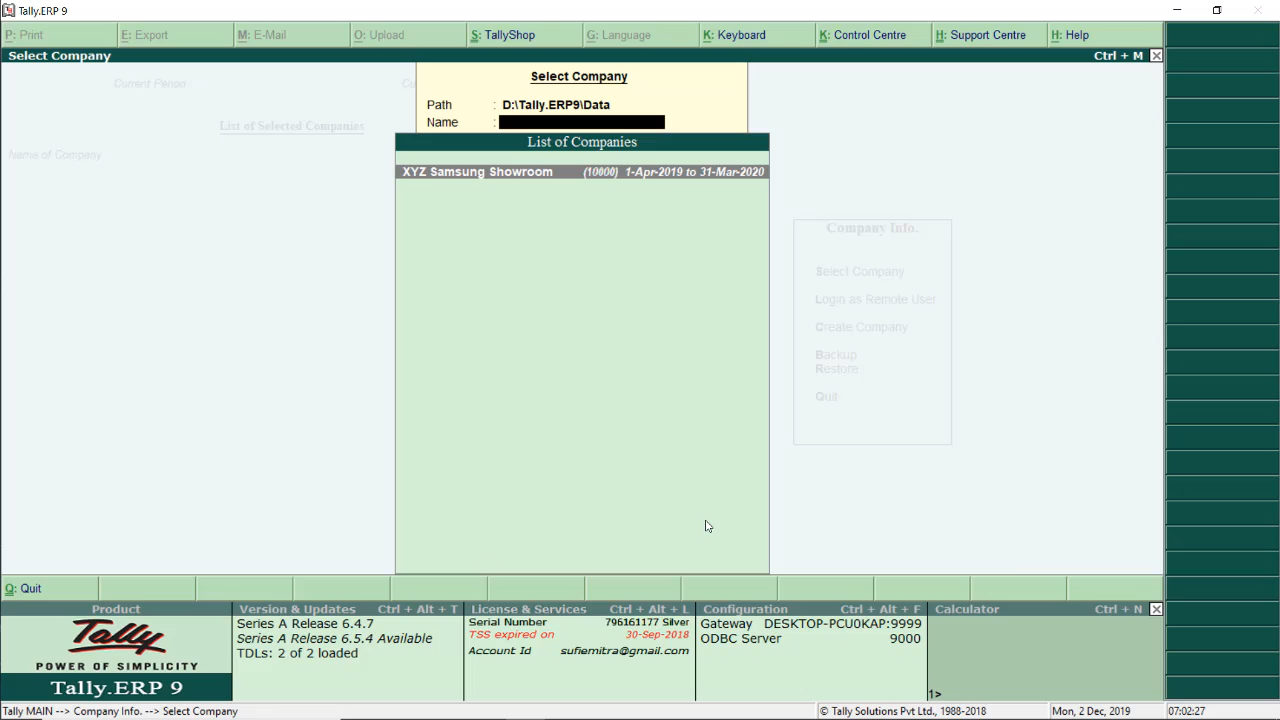 Tally.ERP 9
P: Print E: Export M: E-Mail O: Upload S: TallyShop G: Language K: Keyboard K: Control Centre H: Support Centre H: Help
Select Company Ctrl + M
Current Period Cu
List of Selected Companies
Name of Company
Select Company
Path : D:\Tally.ERP9\Data
Name :
List of Companies
XYZ Samsung Showroom (10000) 1-Apr-2019 to 31-Mar-2020
Company Info.
Select Company
Login as Remote User
Create Company
Backup
Restore
Quit
Q: Quit
Product
Tally
POWER OF SIMPLICITY
Tally.ERP 9
Version & Updates Ctrl + Alt + T
Series A Release 6.4.7
Series A Release 6.5.4 Available
TDLs: 2 of 2 loaded
License & Services Ctrl + Alt + L
Serial Number 796161177 Silver
TSS expired on 30-Sep-2018
Account Id sufiemitra@gmail.com
Configuration Ctrl + Alt + F
Gateway DESKTOP-PCU0KAP:9999
ODBC Server 9000
Calculator Ctrl + N
1>
Tally MAIN --> Company Info. --> Select Company © Tally Solutions Pvt Ltd., 1988-2018 Mon, 2 Dec, 2019 07:02:27